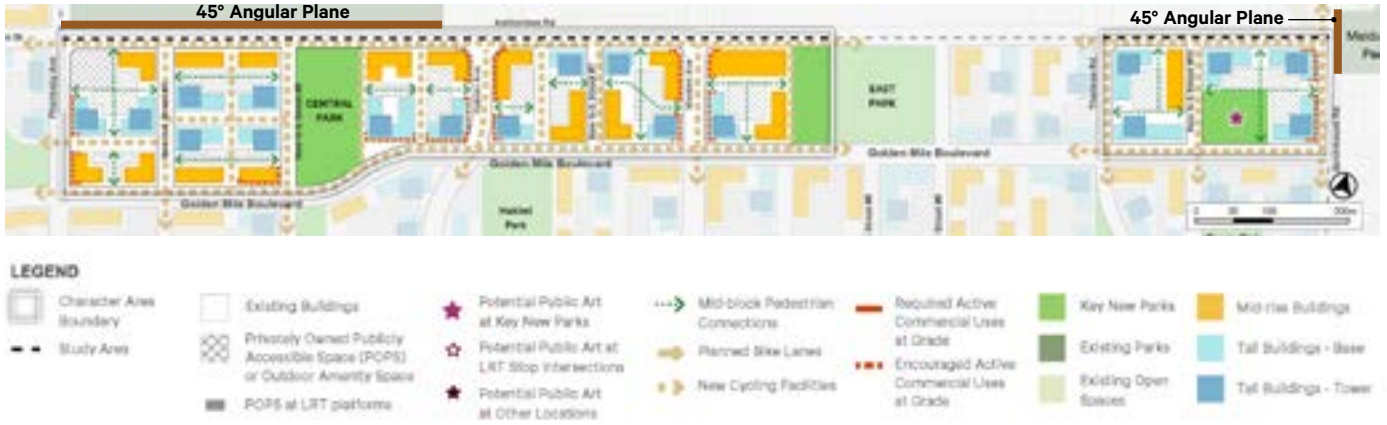 45° Angular Plane
45° Angular Plane
CENTRAL
PARK
EAST
PARK
Golden Mile Boulevard
Golden Mile Boulevard
Golden Mile Boulevard
Hakimi
Park
LEGEND
Character Area
Boundary
Study Area
Existing Buildings
Privately Owned Publicly
Accessible Space (POPS)
or Outdoor Amenity Space
POPS at LRT platforms
Potential Public Art
at Key New Parks
Potential Public Art at
LRT Stop Intersections
Potential Public Art
at Other Locations
Mid-block Pedestrian
Connections
Planned Bike Lanes
New Cycling Facilities
Required Active
Commercial Uses
at Grade
Encouraged Active
Commercial Uses
at Grade
Key New Parks
Existing Parks
Existing Open
Spaces
Mid-rise Buildings
Tall Buildings - Base
Tall Buildings - Tower